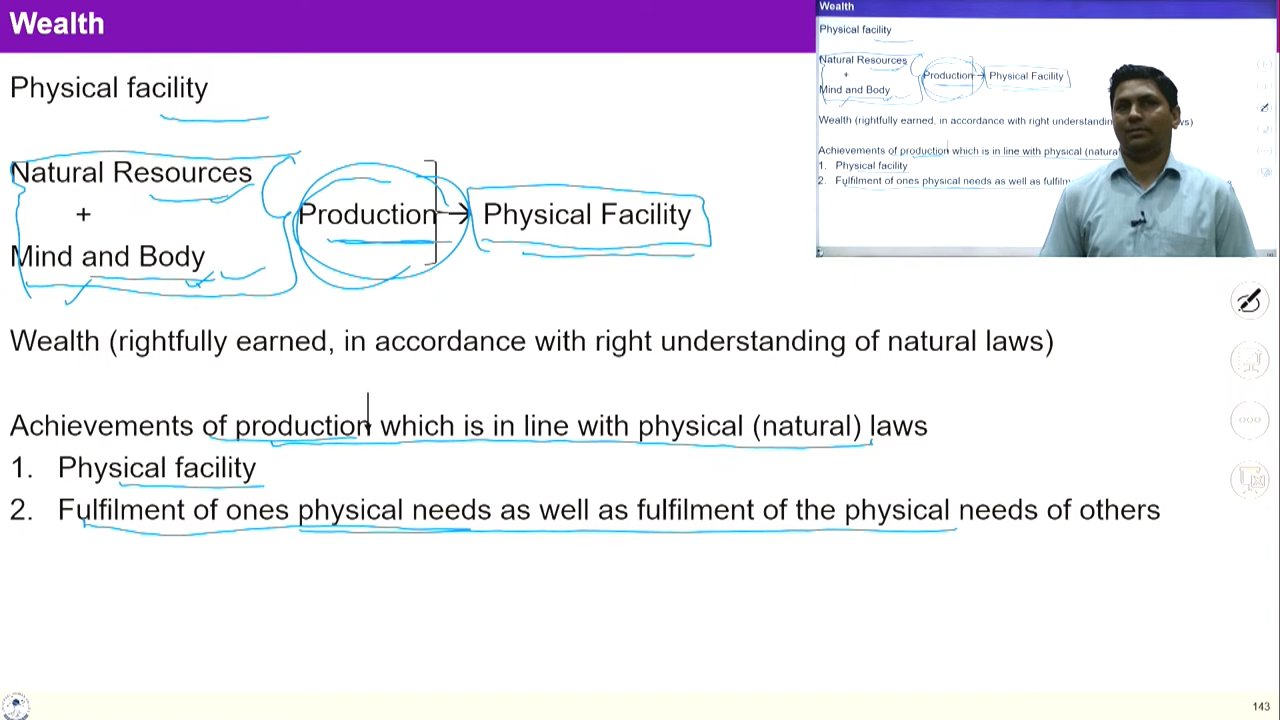 Wealth
Physical facility
Natural Resources
+
Mind and Body
Production → Physical Facility
Wealth (rightfully earned, in accordance with right understanding of natural laws)
Achievements of production which is in line with physical (natural) laws
1. Physical facility
2. Fulfilment of ones physical needs as well as fulfilment of the physical needs of others
143
Wealth
Physical facility
Natural Resources
+
Mind and Body
Production → Physical Facility
Wealth (rightfully earned, in accordance with right understandin
Achievements of production which is in line with physical (natura
1. Physical facility
2. Fulfilment of ones physical needs as well as fulfilm